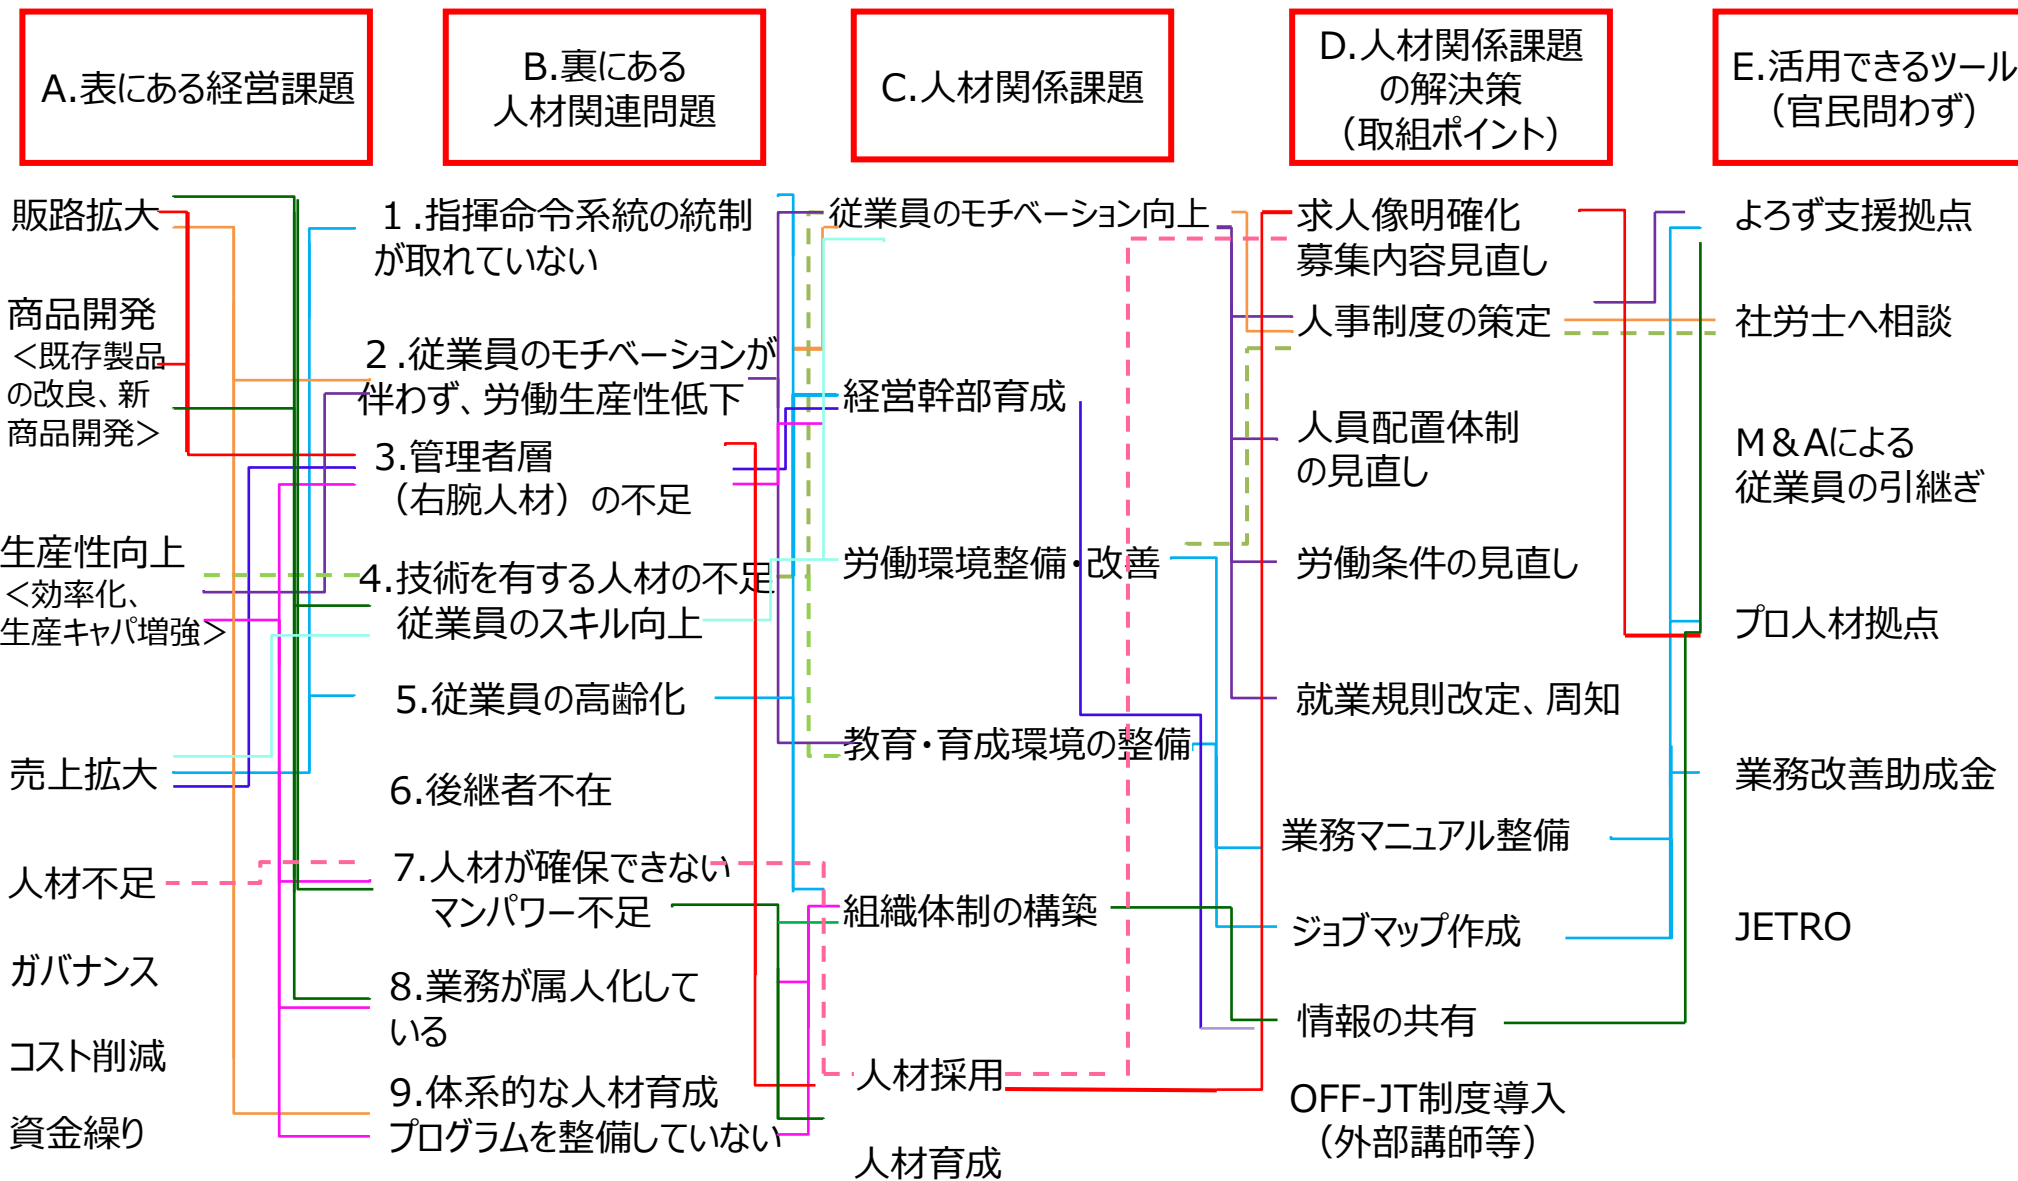 A.表にある経営課題
B.裏にある
人材関連問題
C.人材関係課題
D.人材関係課題
の解決策
（取組ポイント）
E.活用できるツール
（官民問わず）
販路拡大
商品開発
＜既存製品
の改良、新
商品開発＞
生産性向上
＜効率化、
生産キャパ増強＞
売上拡大
人材不足
ガバナンス
コスト削減
資金繰り
１.指揮命令系統の統制
が取れていない
２.従業員のモチベーションが
伴わず、労働生産性低下
3.管理者層
（右腕人材）の不足
4.技術を有する人材の不足
従業員のスキル向上
5.従業員の高齢化
6.後継者不在
7.人材が確保できない
マンパワー不足
8.業務が属人化して
いる
9.体系的な人材育成
プログラムを整備していない
従業員のモチベーション向上
経営幹部育成
労働環境整備・改善
教育・育成環境の整備
組織体制の構築
人材採用
人材育成
求人像明確化
募集内容見直し
人事制度の策定
人員配置体制
の見直し
労働条件の見直し
就業規則改定、周知
業務マニュアル整備
ジョブマップ作成
情報の共有
OFF-JT制度導入
（外部講師等）
よろず支援拠点
社労士へ相談
M＆Aによる
従業員の引継ぎ
プロ人材拠点
業務改善助成金
JETRO